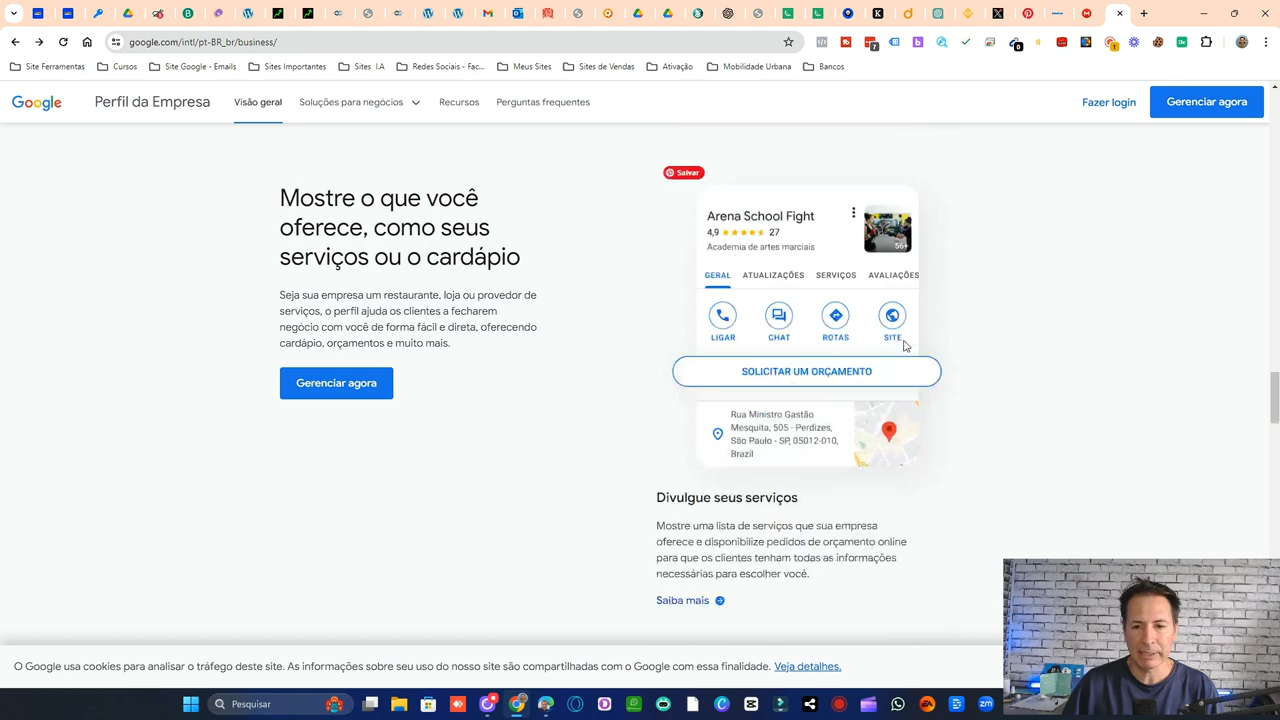 google.com/intl/pt-BR_br/business/
Site Ferramentas
Cursos
Site Google - Emails
Sites Importantes
Sites I.A
Redes Sociais - Fac...
Meus Sites
Sites de Vendas
Ativação
Mobilidade Urbana
Bancos
Google
Perfil da Empresa
Visão geral
Soluções para negócios
Recursos
Perguntas frequentes
Fazer login
Gerenciar agora
Mostre o que você
oferece, como seus
serviços ou o cardápio
Seja sua empresa um restaurante, loja ou provedor de
serviços, o perfil ajuda os clientes a fecharem
negócio com você de forma fácil e direta, oferecendo
cardápio, orçamentos e muito mais.
Gerenciar agora
Salvar
Arena School Fight
4,9 27
Academia de artes marciais
56+
GERAL ATUALIZAÇÕES SERVIÇOS AVALIAÇÕES
LIGAR CHAT ROTAS SITE
SOLICITAR UM ORÇAMENTO
Rua Ministro Gastão
Mesquita, 505 - Perdizes,
São Paulo - SP, 05012-010,
Brazil
Divulgue seus serviços
Mostre uma lista de serviços que sua empresa
oferece e disponibilize pedidos de orçamento online
para que os clientes tenham todas as informações
necessárias para escolher você.
Saiba mais
O Google usa cookies para analisar o tráfego deste site. As informações sobre seu uso do nosso site são compartilhadas com o Google com essa finalidade. Veja detalhes.
Pesquisar